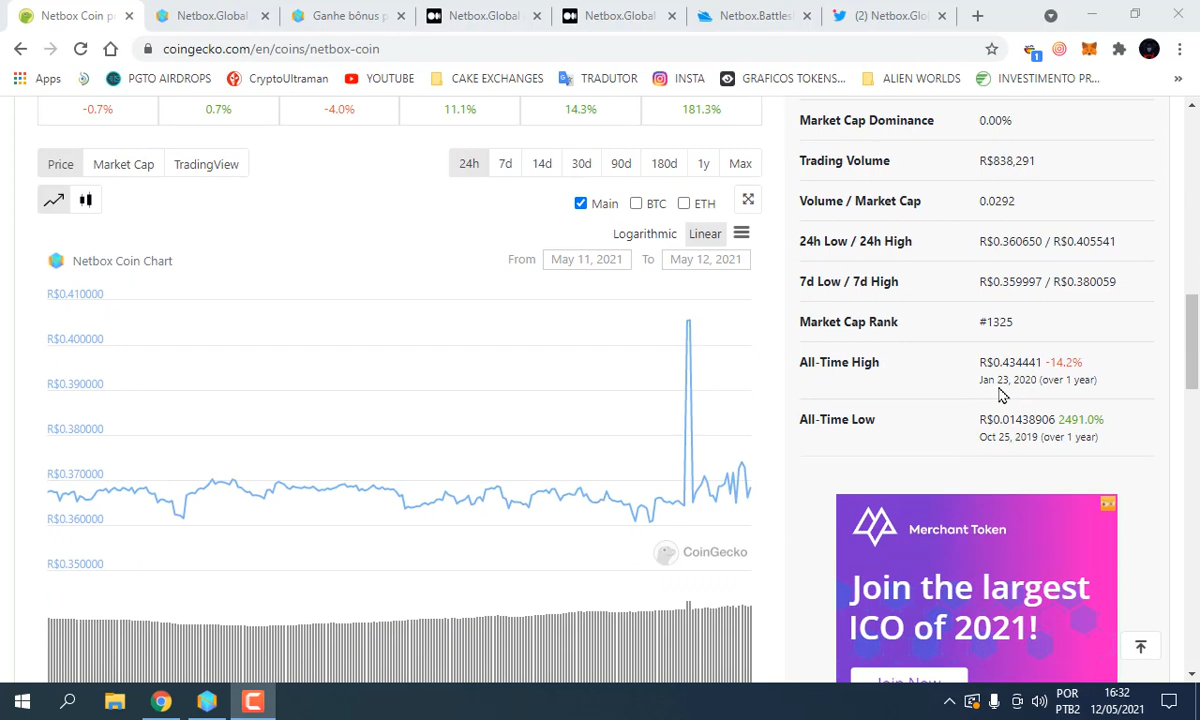 Netbox Coin p
Netbox.Global
Ganhe bônus p
Netbox.Global
Netbox.Global
Netbox.Battles
(2) Netbox.Glo
coingecko.com/en/coins/netbox-coin
1
Apps
PGTO AIRDROPS
CryptoUltraman
YOUTUBE
CAKE EXCHANGES
TRADUTOR
INSTA
GRAFICOS TOKENS...
ALIEN WORLDS
INVESTIMENTO PR...
»
-0.7%
0.7%
-4.0%
11.1%
14.3%
181.3%
Price
Market Cap
TradingView
24h
7d
14d
30d
90d
180d
1y
Max
Main
BTC
ETH
Logarithmic
Linear
Netbox Coin Chart
From
May 11, 2021
To
May 12, 2021
R$0.410000
R$0.400000
R$0.390000
R$0.380000
R$0.370000
R$0.360000
R$0.350000
CoinGecko
Market Cap Dominance 0.00%
Trading Volume R$838,291
Volume / Market Cap 0.0292
24h Low / 24h High R$0.360650 / R$0.405541
7d Low / 7d High R$0.359997 / R$0.380059
Market Cap Rank #1325
All-Time High R$0.434441 -14.2%
Jan 23, 2020 (over 1 year)
All-Time Low R$0.01438906 2491.0%
Oct 25, 2019 (over 1 year)
Merchant Token
Join the largest
ICO of 2021!
Join Now
POR
PTB2
16:32
12/05/2021